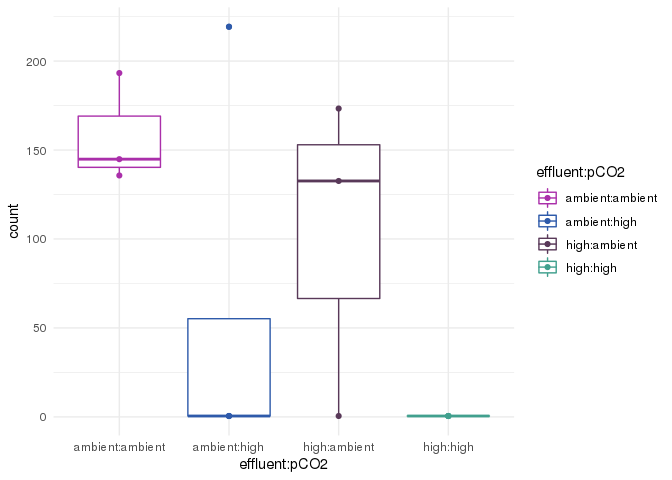 200
150
100
50
0
count
ambient:ambient
ambient:high
high:ambient
high:high
effluent:pCO2
effluent:pCO2
ambient:ambient
ambient:high
high:ambient
high:high